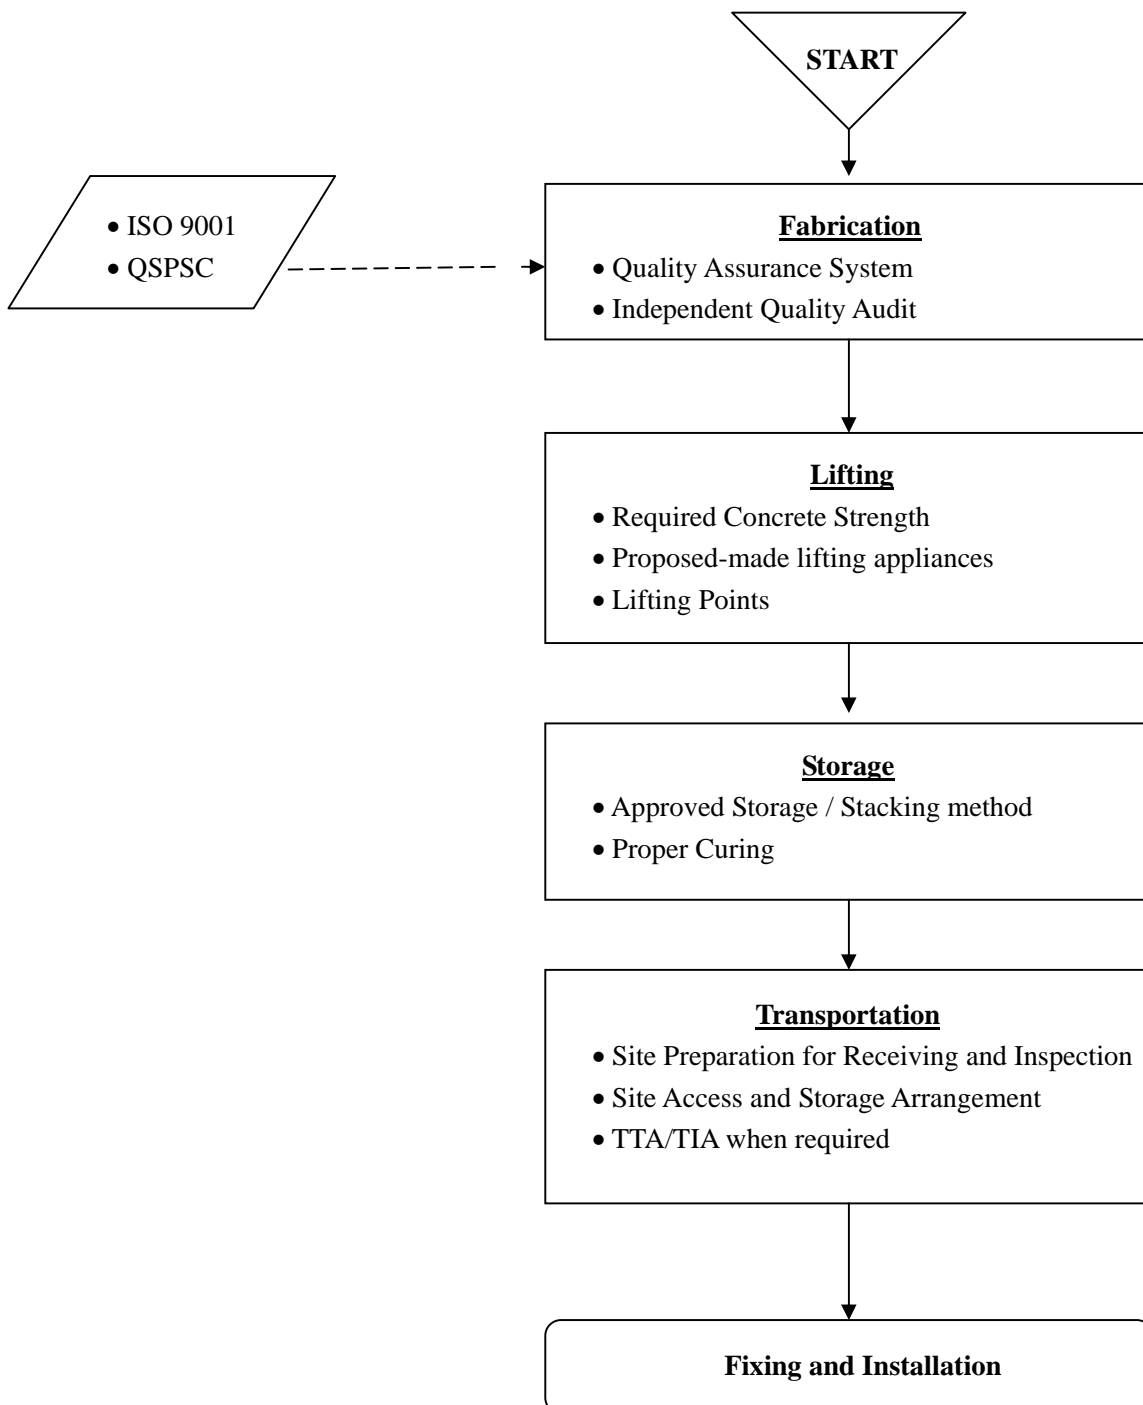 START
• ISO 9001
• QSPSC
Fabrication
• Quality Assurance System
• Independent Quality Audit
Lifting
• Required Concrete Strength
• Proposed-made lifting appliances
• Lifting Points
Storage
• Approved Storage / Stacking method
• Proper Curing
Transportation
• Site Preparation for Receiving and Inspection
• Site Access and Storage Arrangement
• TTA/TIA when required
Fixing and Installation